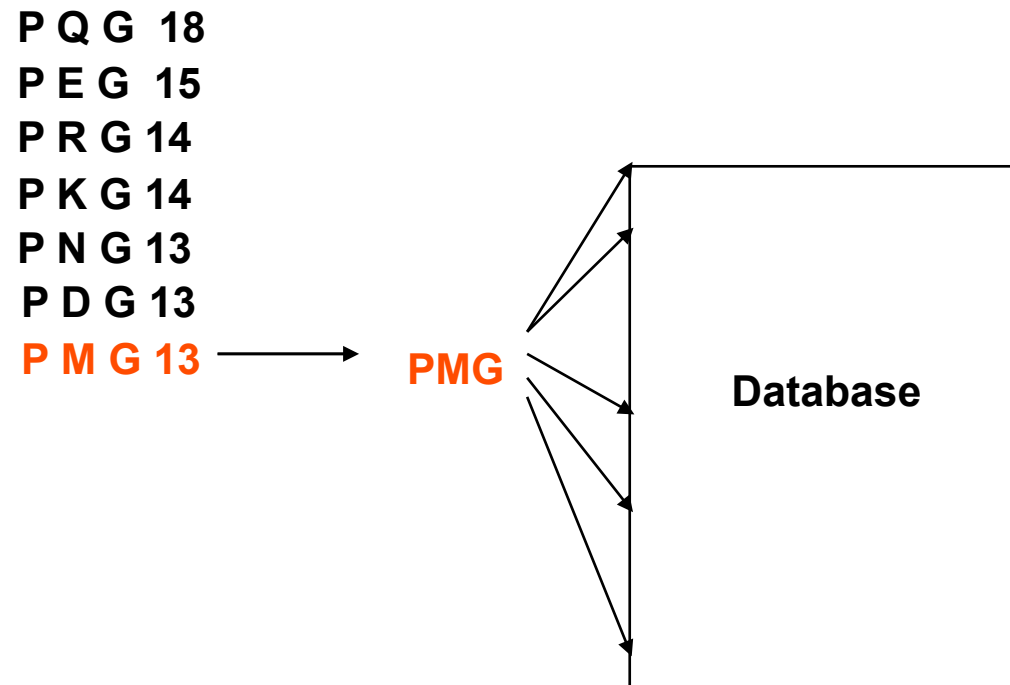 P Q G 18
P E G 15
P R G 14
P K G 14
P N G 13
P D G 13
P M G 13
PMG
Database